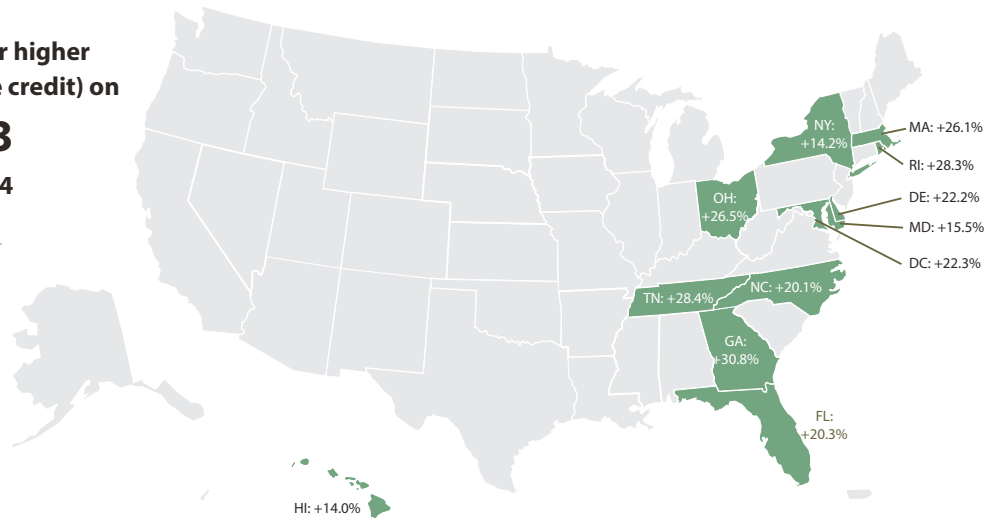 r higher
credit) on
3
4
NY:
+14.2%
MA: +26.1%
RI: +28.3%
DE: +22.2%
MD: +15.5%
DC: +22.3%
OH:
+26.5%
TN: +28.4%
NC: +20.1%
GA:
+30.8%
FL:
+20.3%
HI: +14.0%